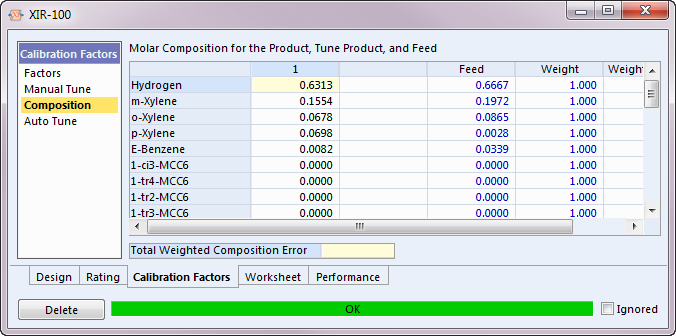 XIR-100
Calibration Factors
Factors
Manual Tune
Composition
Auto Tune
Molar Composition for the Product, Tune Product, and Feed
1 Feed Weight Weight
Hydrogen 0.6313 0.6667 1.000
m-Xylene 0.1554 0.1972 1.000
o-Xylene 0.0678 0.0865 1.000
p-Xylene 0.0698 0.0028 1.000
E-Benzene 0.0082 0.0339 1.000
1-ci3-MCC6 0.0000 0.0000 1.000
1-tr4-MCC6 0.0000 0.0000 1.000
1-tr2-MCC6 0.0000 0.0000 1.000
1-tr3-MCC6 0.0000 0.0000 1.000
Total Weighted Composition Error
Design Rating Calibration Factors Worksheet Performance
Delete OK Ignored